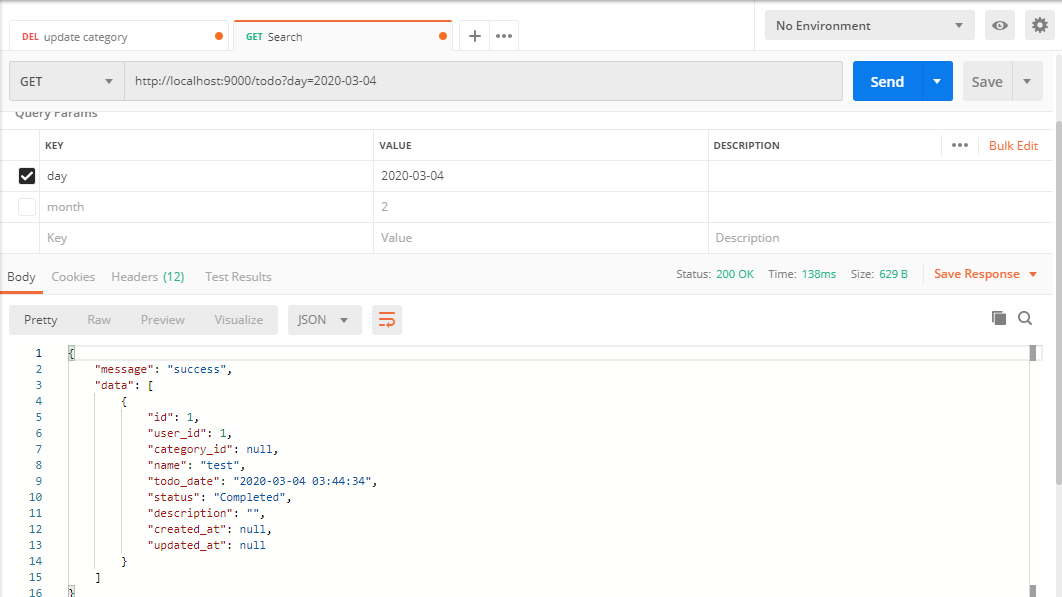 DEL update category GET Search No Environment
GET http://localhost:9000/todo?day=2020-03-04 Send Save
Query Params
KEY VALUE DESCRIPTION Bulk Edit
day 2020-03-04
month 2
Key Value Description
Body Cookies Headers (12) Test Results Status: 200 OK Time: 138ms Size: 629 B Save Response
Pretty Raw Preview Visualize JSON
1 {
2 "message": "success",
3 "data": [
4 {
5 "id": 1,
6 "user_id": 1,
7 "category_id": null,
8 "name": "test",
9 "todo_date": "2020-03-04 03:44:34",
10 "status": "Completed",
11 "description": "",
12 "created_at": null,
13 "updated_at": null
14 }
15 ]
16 }